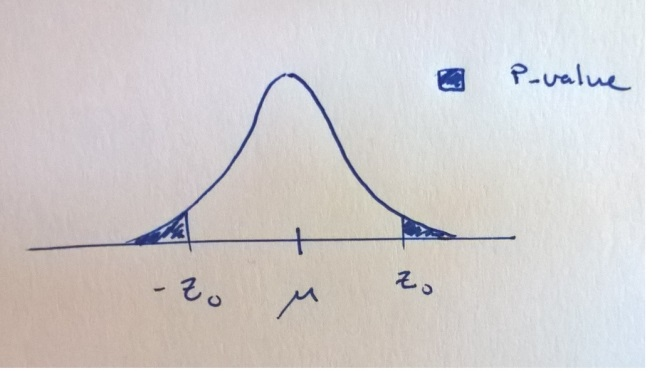 P-value
-z₀
μ
z₀